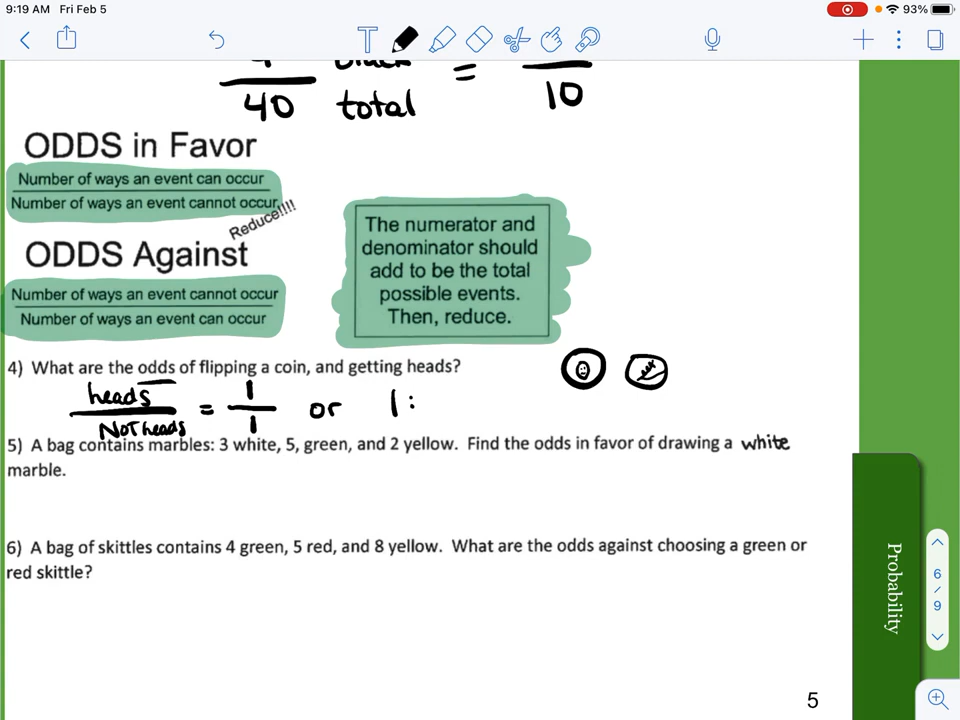 9:19 AM Fri Feb 5
93%
T
40 total = 10
ODDS in Favor
Number of ways an event can occur
Number of ways an event cannot occur
Reduce!!!!
ODDS Against
Number of ways an event cannot occur
Number of ways an event can occur
The numerator and
denominator should
add to be the total
possible events.
Then, reduce.
4) What are the odds of flipping a coin, and getting heads?
heads = 1 or 1:
NOT heads 1
5) A bag contains marbles: 3 white, 5, green, and 2 yellow. Find the odds in favor of drawing a white
marble.
6) A bag of skittles contains 4 green, 5 red, and 8 yellow. What are the odds against choosing a green or
red skittle?
Probability
6
/
9
5